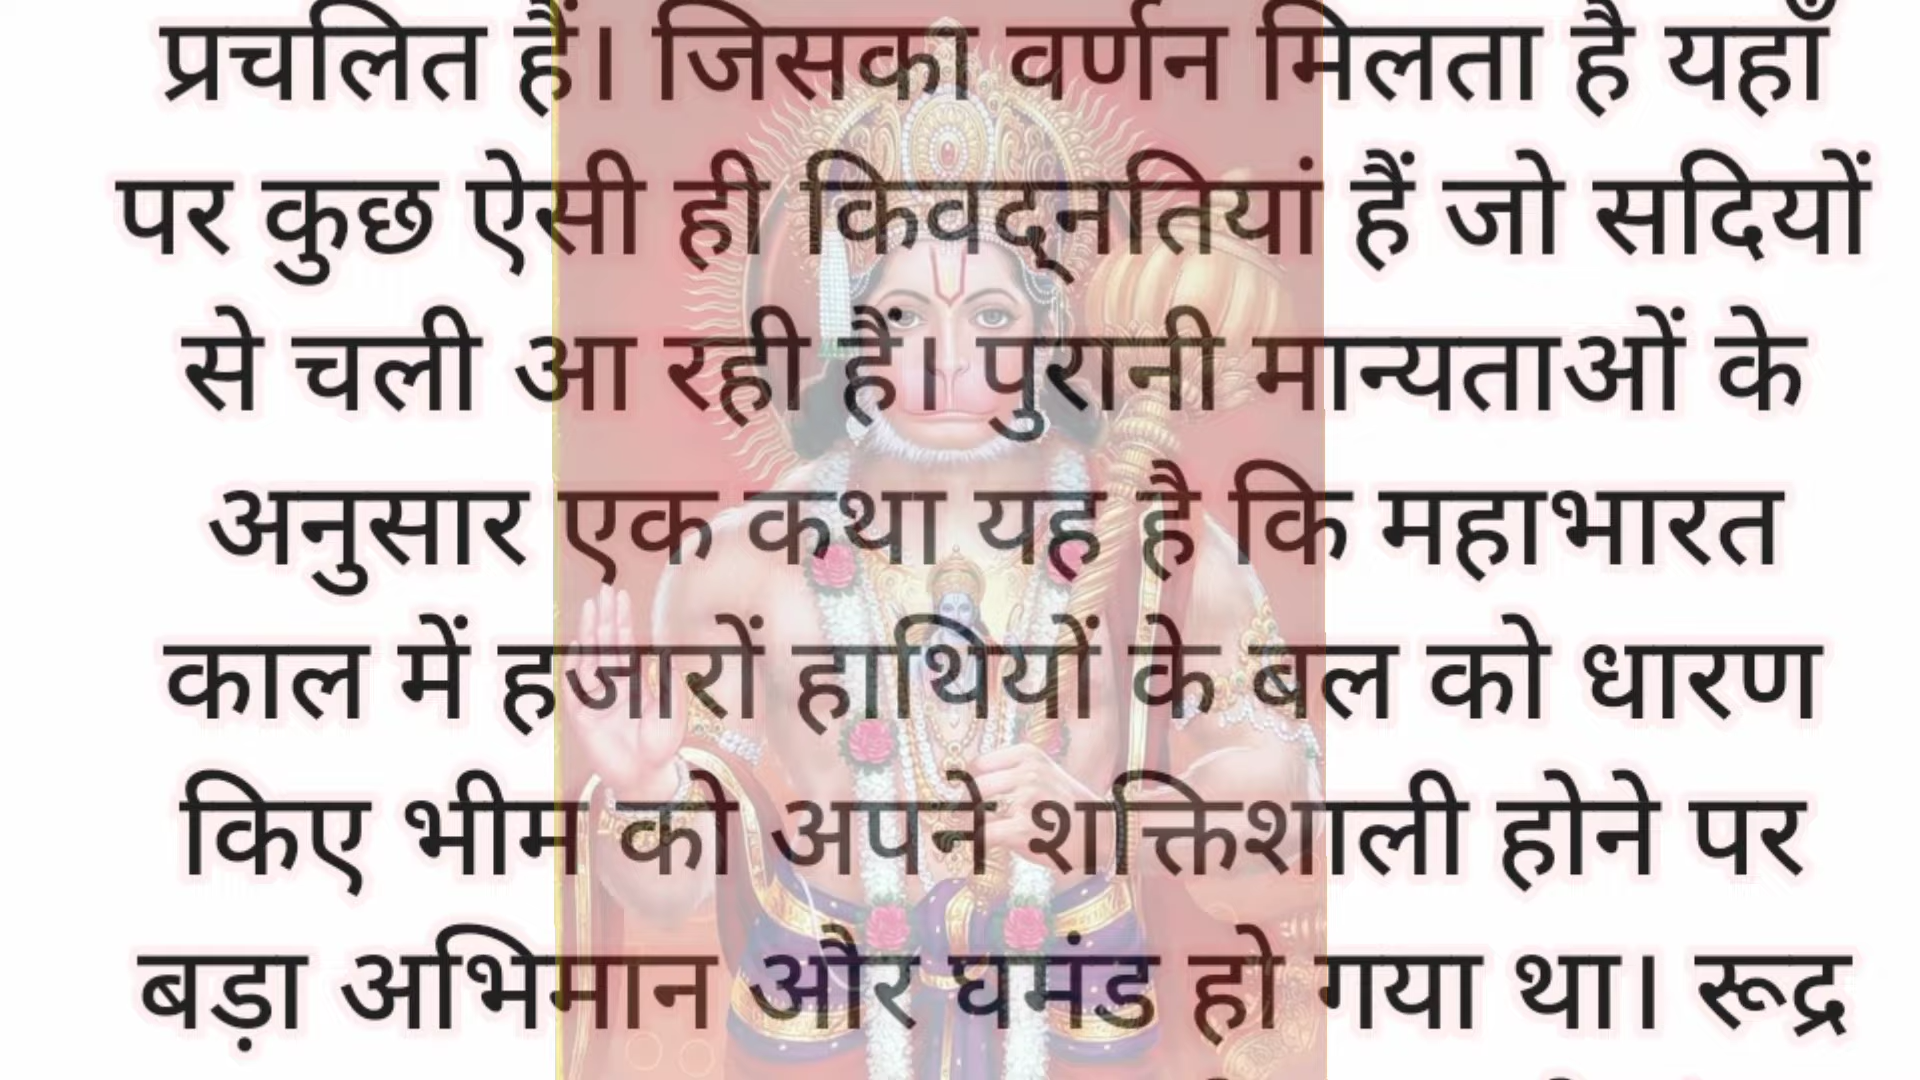 प्रचलित हैं। जिसका वर्णन मिलता है यहाँ
पर कुछ ऐसी ही किवद्नतियां हैं जो सदियों
से चली आ रही हैं। पुरानी मान्यताओं के
अनुसार एक कथा यह है कि महाभारत
काल में हजारों हाथियों के बल को धारण
किए भीम को अपने शक्तिशाली होने पर
बड़ा अभिमान और घमंड हो गया था। रूद्र